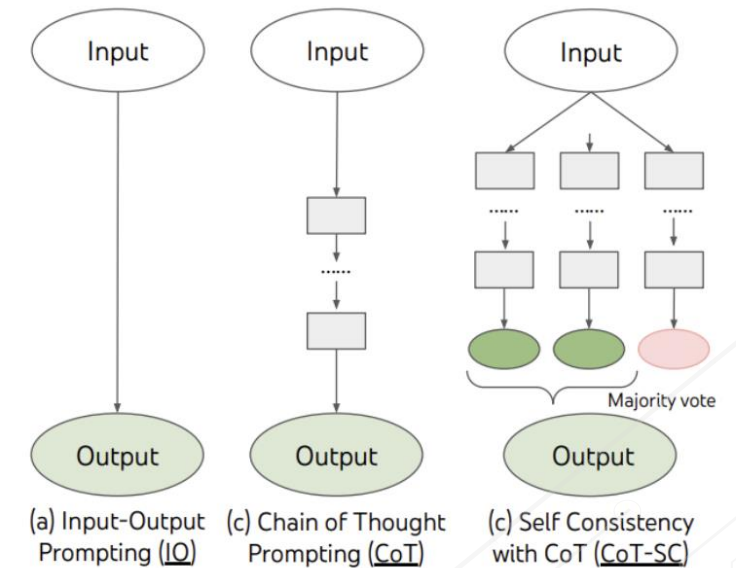 Input
Input
Input
......
......
......
......
Majority vote
Output
Output
Output
(a) Input-Output
Prompting (IO)
(c) Chain of Thought
Prompting (CoT)
(c) Self Consistency
with CoT (CoT-SC)